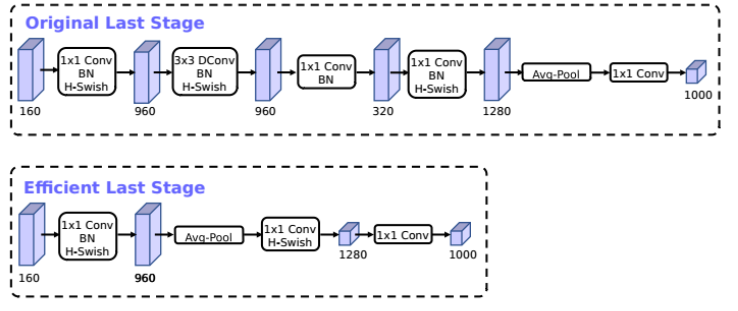 Original Last Stage
1x1 Conv
BN
H-Swish
3x3 DConv
BN
H-Swish
1x1 Conv
BN
1x1 Conv
BN
H-Swish
Avg-Pool
1x1 Conv
160
960
960
320
1280
1000
Efficient Last Stage
1x1 Conv
BN
H-Swish
Avg-Pool
1x1 Conv
H-Swish
1x1 Conv
160
960
1280
1000